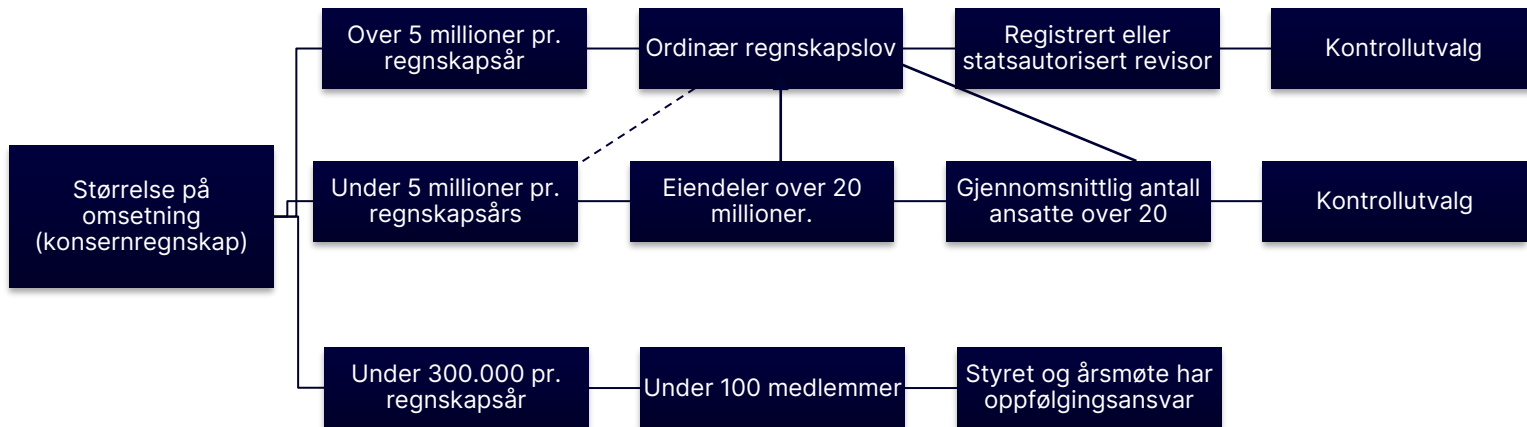 Over 5 millioner pr.
regnskapsår
Ordinær regnskapslov
Registrert eller
statsautorisert revisor
Kontrollutvalg
Størrelse på
omsetning
(konsernregnskap)
Under 5 millioner pr.
regnskapsårs
Eiendeler over 20
millioner.
Gjennomsnittlig antall
ansatte over 20
Kontrollutvalg
Under 300.000 pr.
regnskapsår
Under 100 medlemmer
Styret og årsmøte har
oppfølgingsansvar